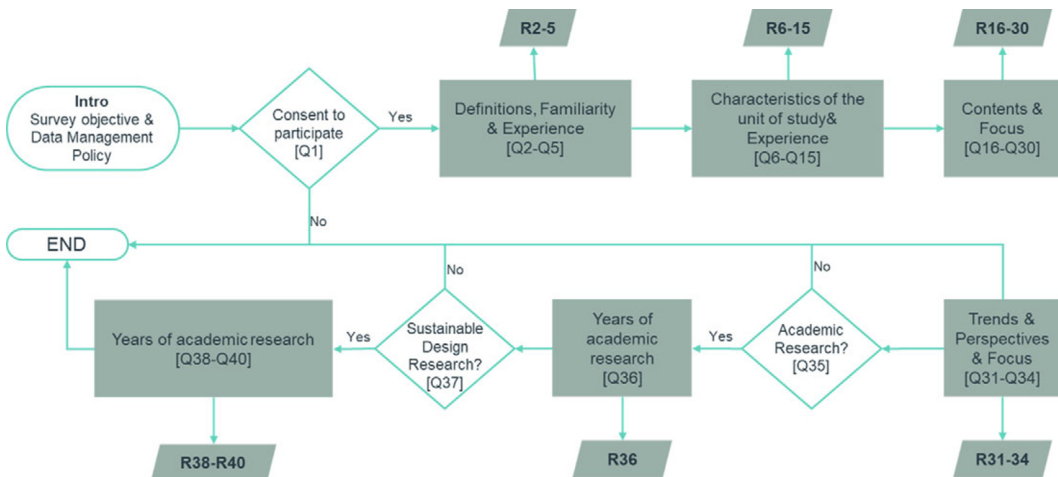 R2-5
R6-15
R16-30
Intro
Survey objective &
Data Management
Policy
Consent to
participate
[Q1]
Yes
Definitions, Familiarity
& Experience
[Q2-Q5]
Characteristics of the
unit of study&
Experience
[Q6-Q15]
Contents &
Focus
[Q16-Q30]
No
END
No
No
Years of academic research
[Q38-Q40]
Yes
Sustainable
Design
Research?
[Q37]
Years of
academic
research
[Q36]
Yes
Academic
Research?
[Q35]
Trends &
Perspectives
& Focus
[Q31-Q34]
R38-R40
R36
R31-34